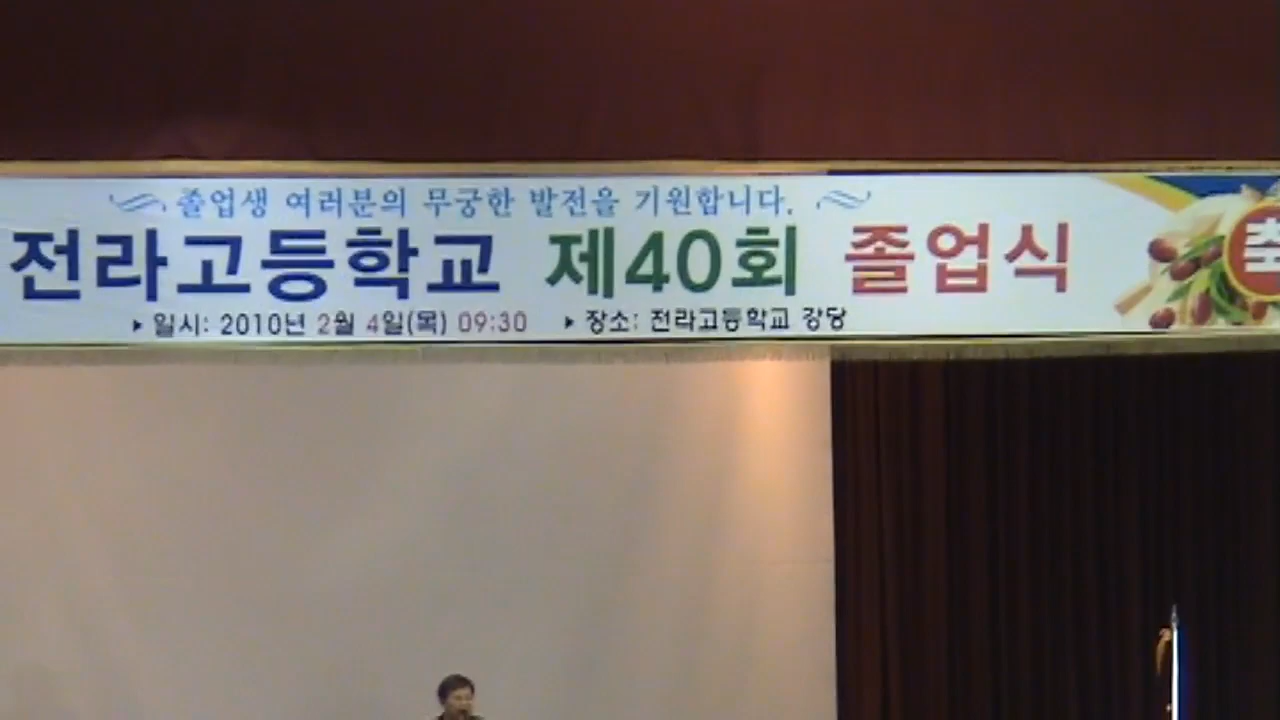 졸업생 여러분의 무궁한 발전을 기원합니다.
전라고등학교 제40회 졸업식
▶일시: 2010년 2월 4일(목) 09:30 ▶장소: 전라고등학교 강당